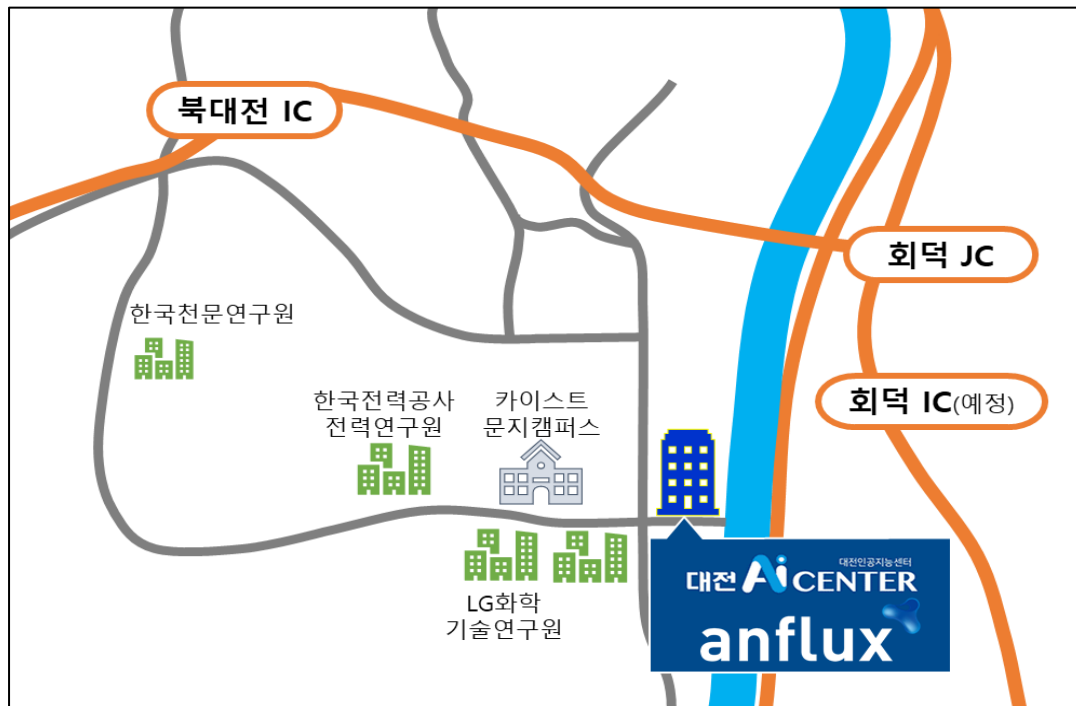 북대전 IC
회덕 JC
한국천문연구원
한국전력공사
전력연구원
카이스트
문지캠퍼스
회덕 IC(예정)
LG화학
기술연구원
대전인공지능센터
대전 Ai CENTER
anflux